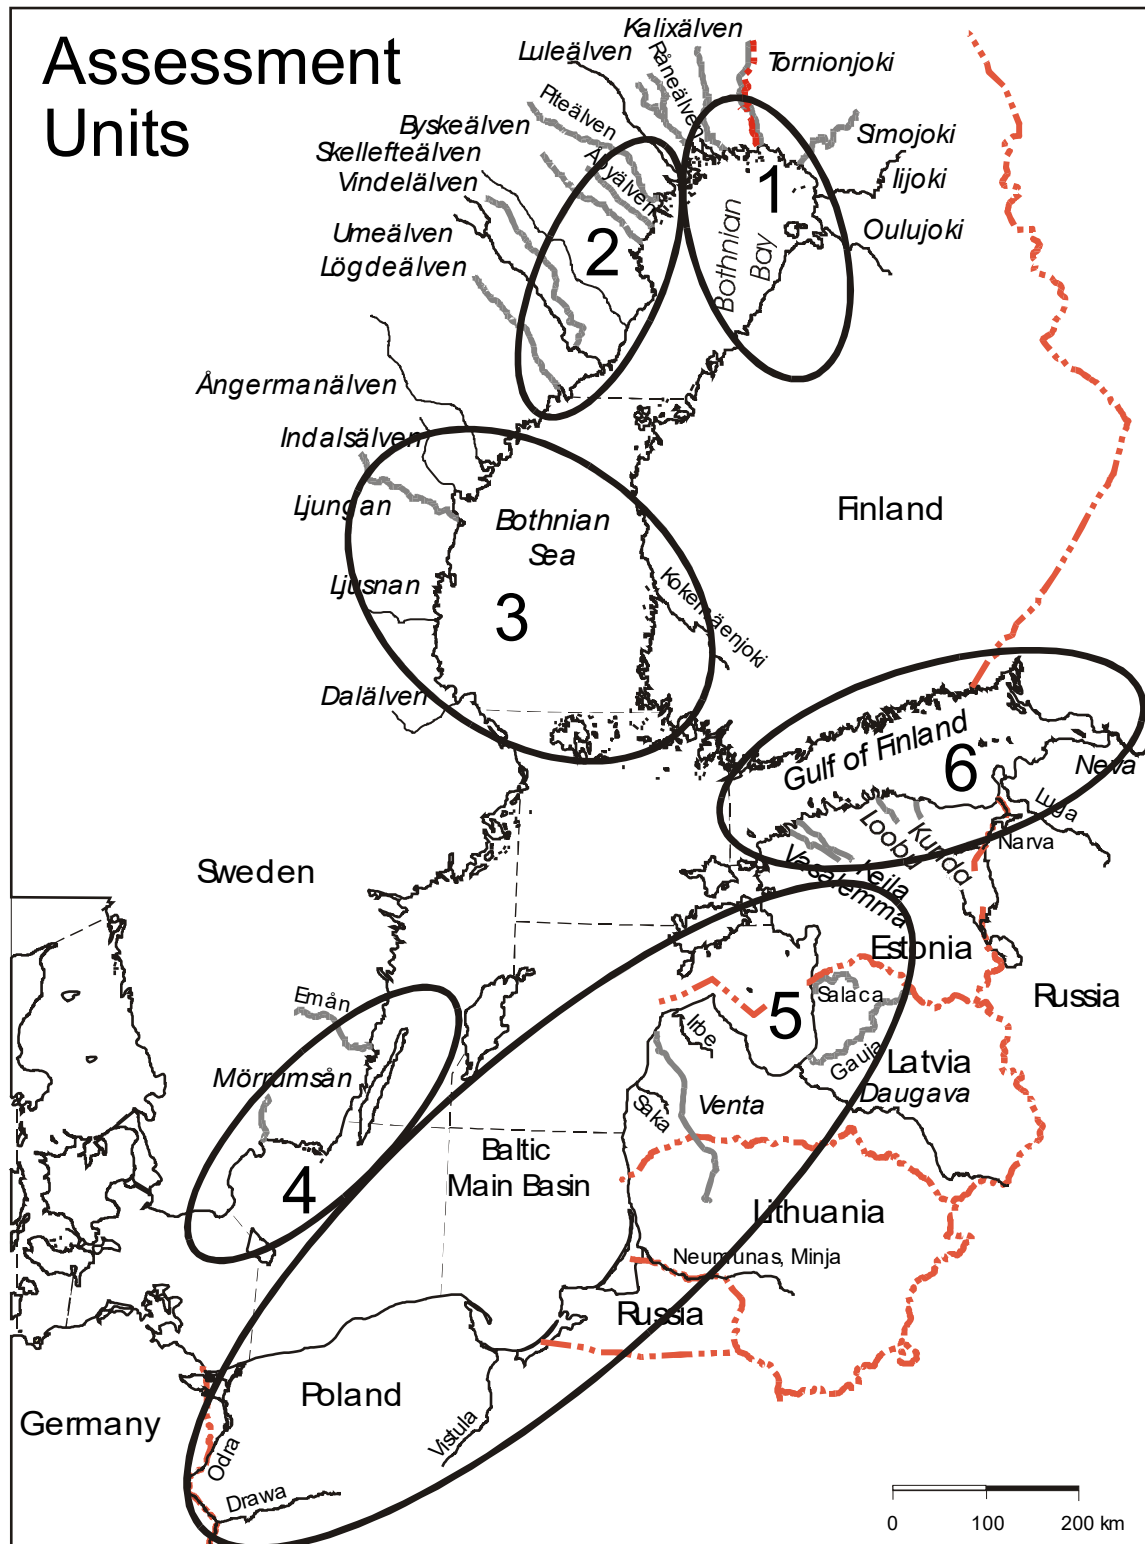 Assessment
Units
Kalixälven
Luleälven
Råneälven
Tornionjoki
Piteälven
Byskeälven
Åbyälven
Simojoki
Skellefteälven
Iijoki
Vindelälven
1
Oulujoki
Umeälven
2
Bothnian
Bay
Lögdeälven
Ångermanälven
Indalsälven
Ljungan
Bothnian
Sea
Finland
Ljusnan
3
Kokemäenjoki
Dalälven
Gulf of Finland
6
Neva
Luga
Loobu
Kunda
Narva
Sweden
Vasalemma
Keila
Estonia
Emån
Salaca
Russia
5
Irbe
Gauja
Latvia
Mörrumsån
Daugava
Saka
Venta
4
Baltic
Main Basin
Lithuania
Neumunas, Minja
Russia
Poland
Germany
Vistula
Odra
Drawa
0 100 200 km